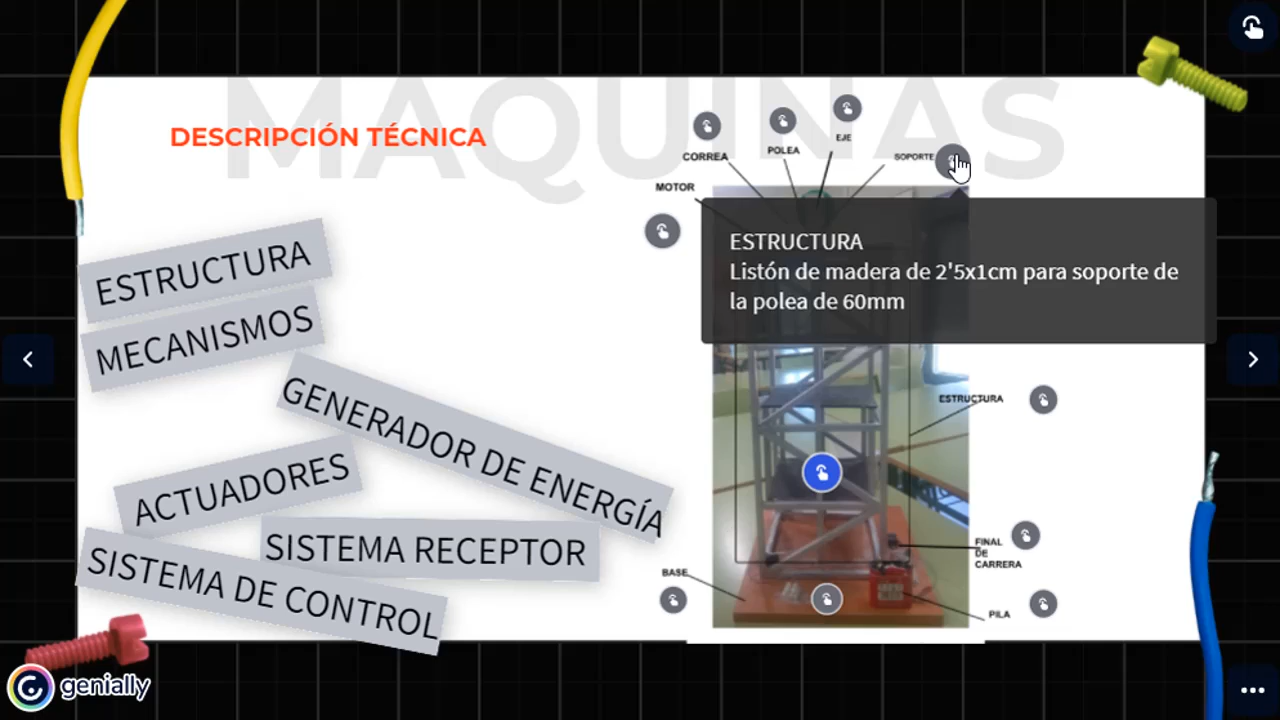 MAQUINAS
DESCRIPCIÓN TÉCNICA
CORREA
POLEA
EJE
SOPORTE
MOTOR
ESTRUCTURA
Listón de madera de 2'5x1cm para soporte de
la polea de 60mm
ESTRUCTURA
MECANISMOS
GENERADOR DE ENERGÍA
ACTUADORES
SISTEMA RECEPTOR
SISTEMA DE CONTROL
ESTRUCTURA
FINAL
DE
CARRERA
BASE
PILA
genially